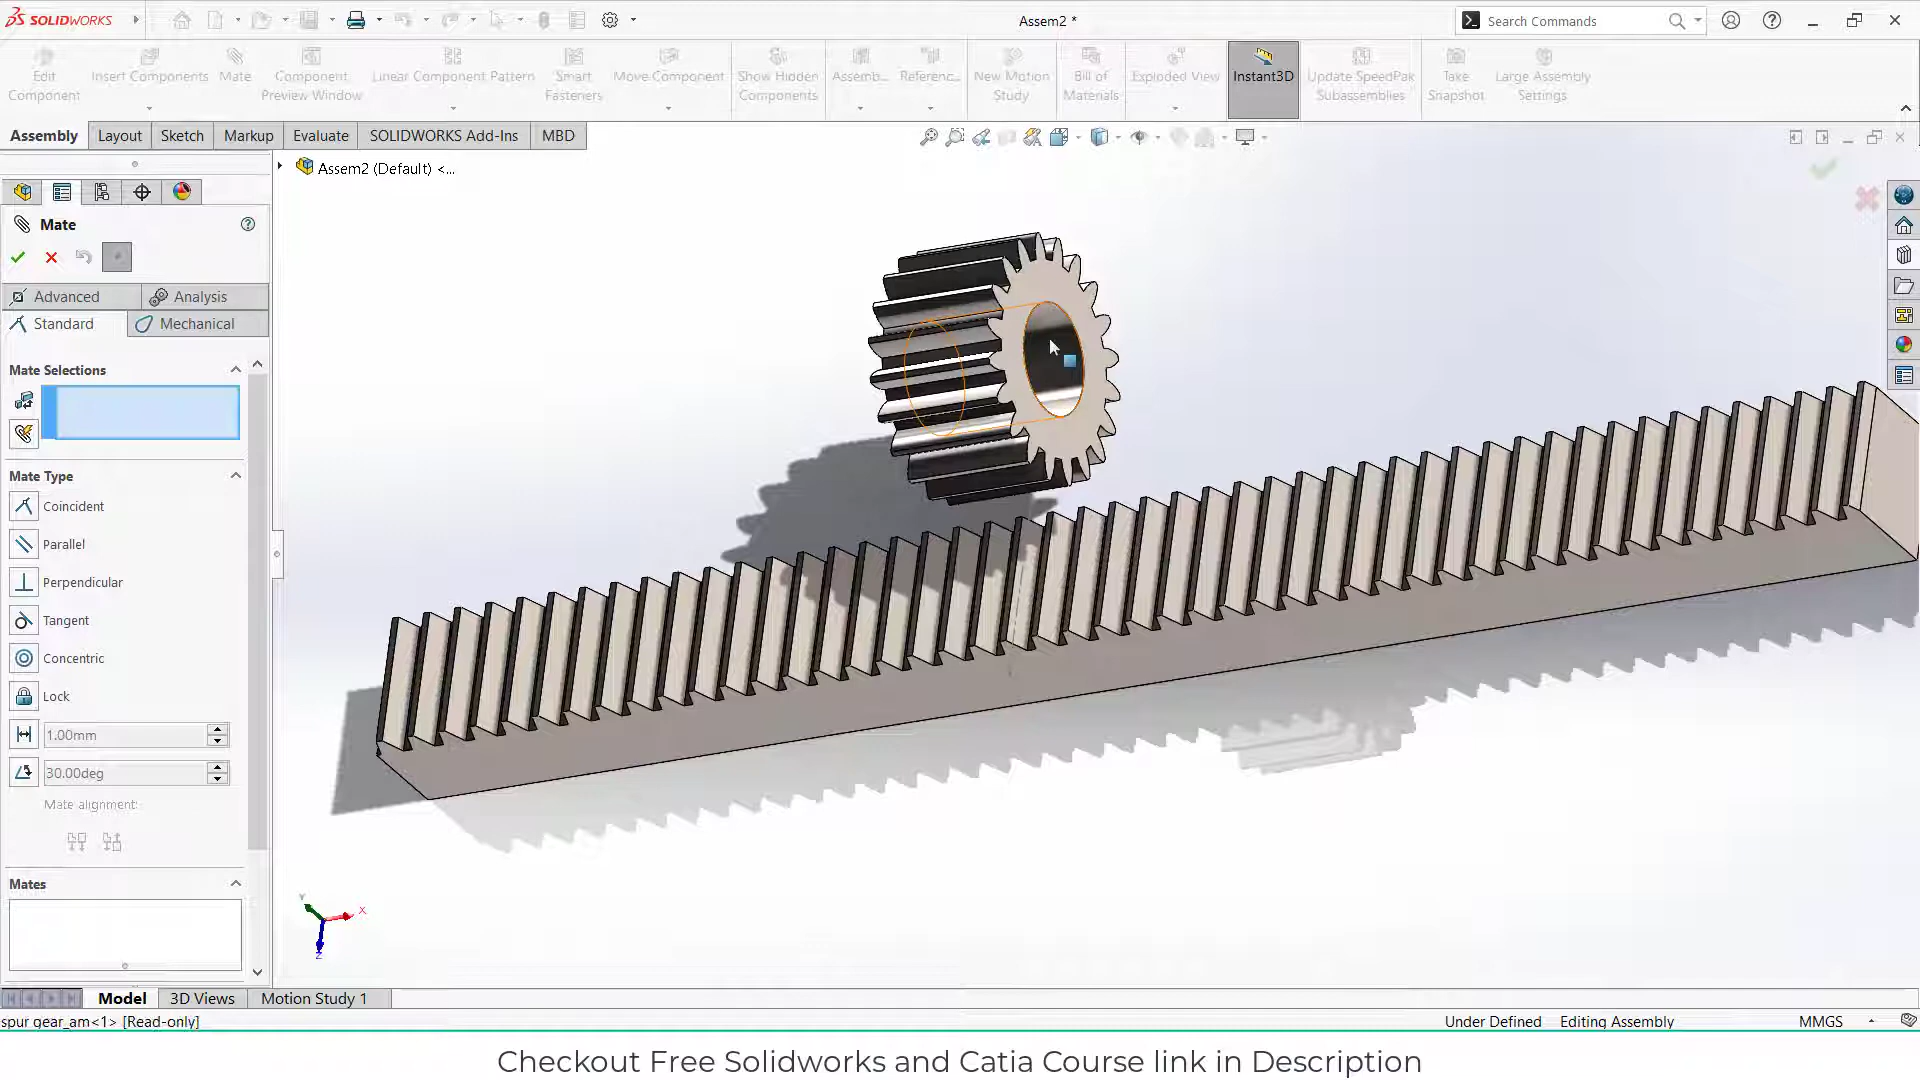 SOLIDWORKS
Assem2 *
Search Commands
Edit
Component
Insert Components
Mate
Component
Preview Window
Linear Component Pattern
Smart
Fasteners
Move Component
Show Hidden
Components
Assemb...
Referenc...
New Motion
Study
Bill of
Materials
Exploded View
Instant3D
Update SpeedPak
Subassemblies
Take
Snapshot
Large Assembly
Settings
Assembly
Layout
Sketch
Markup
Evaluate
SOLIDWORKS Add-Ins
MBD
Assem2 (Default) <...
Mate
Advanced
Analysis
Standard
Mechanical
Mate Selections
Mate Type
Coincident
Parallel
Perpendicular
Tangent
Concentric
Lock
1.00mm
30.00deg
Mate alignment:
Mates
Y
X
Z
Model
3D Views
Motion Study 1
spur gear_am<1> [Read-only]
Under Defined
Editing Assembly
MMGS
Checkout Free Solidworks and Catia Course link in Description